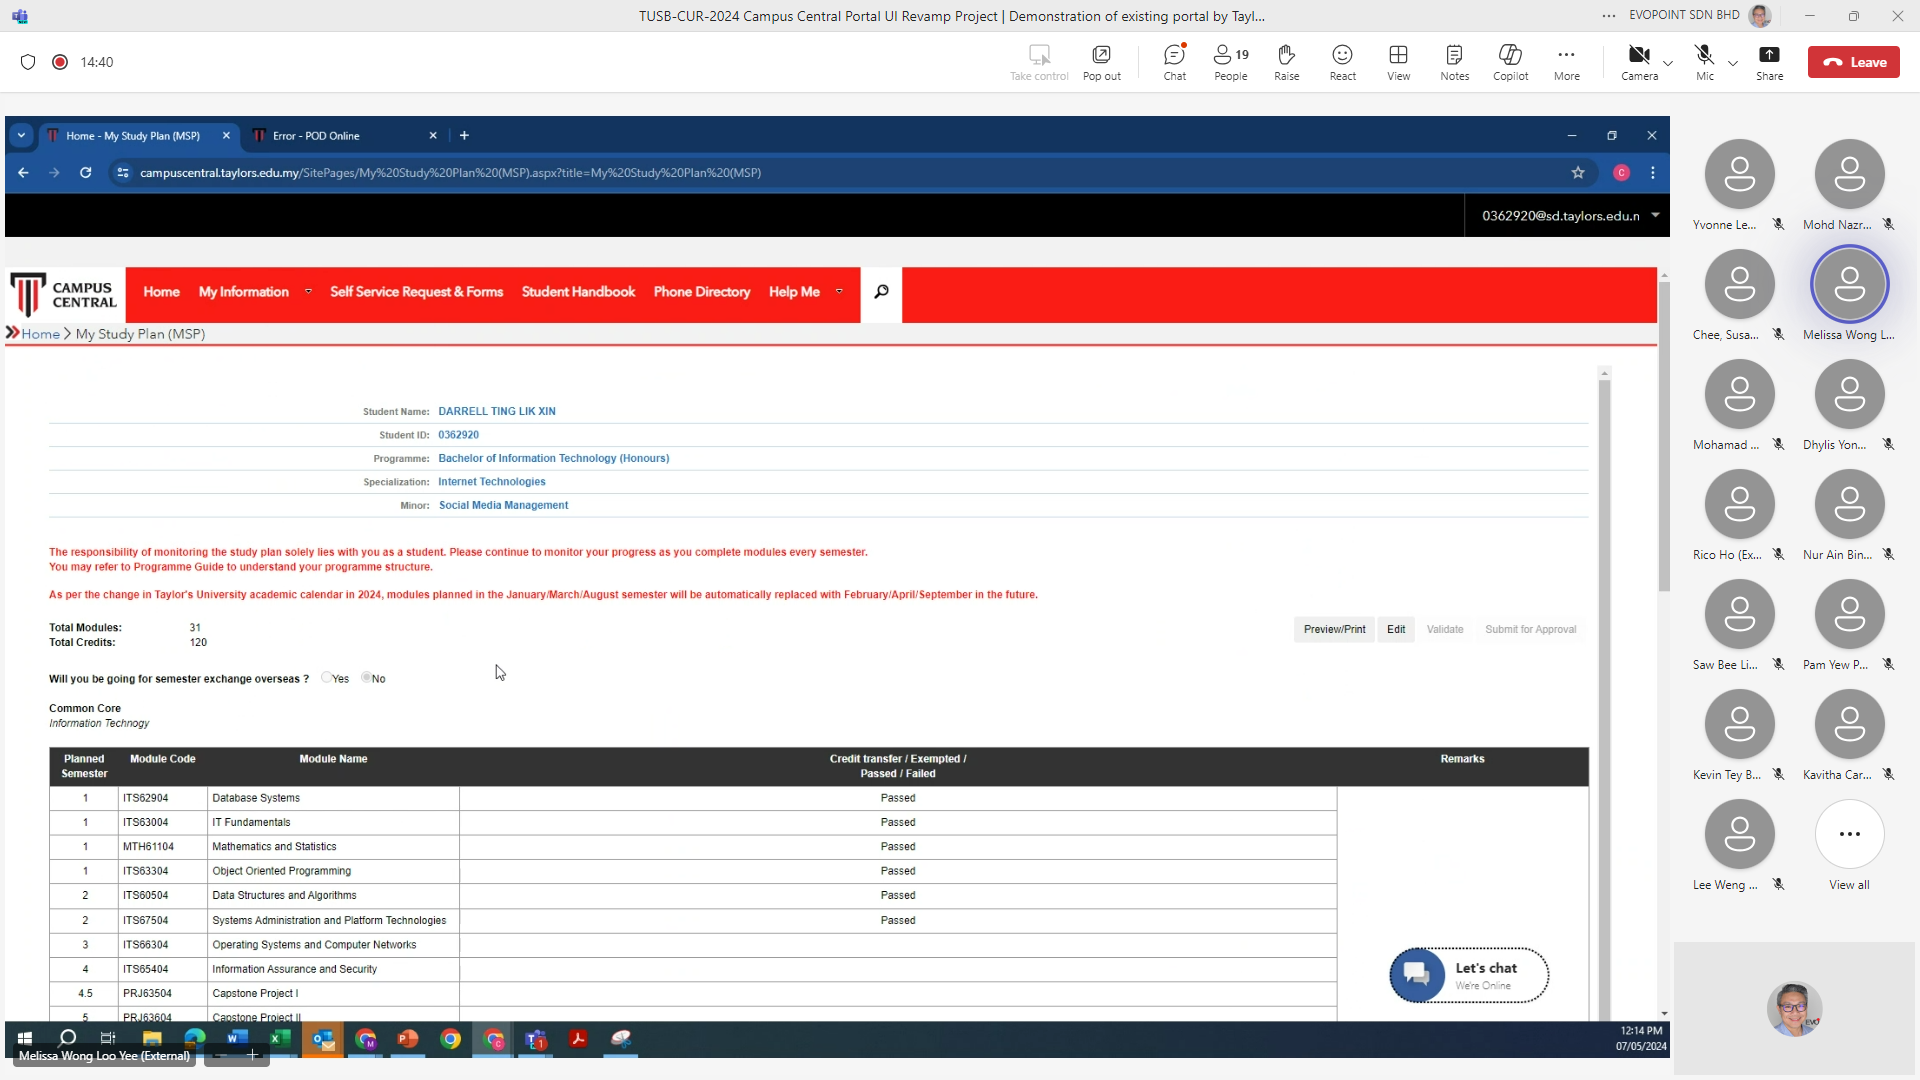 TUSB-CUR-2024 Campus Central Portal UI Revamp Project | Demonstration of existing portal by Tayl...
EVOPOINT SDN BHD
14:40
Take control
Pop out
Chat
19
People
Raise
React
View
Notes
Copilot
More
Camera
Mic
Share
Leave
Home - My Study Plan (MSP)
Error - POD Online
campuscentral.taylors.edu.my/SitePages/My%20Study%20Plan%20(MSP).aspx?title=My%20Study%20Plan%20(MSP)
C
0362920@sd.taylors.edu.n
CAMPUS CENTRAL
Home
My Information
Self Service Request & Forms
Student Handbook
Phone Directory
Help Me
Home > My Study Plan (MSP)
Student Name: DARRELL TING LIK XIN
Student ID: 0362920
Programme: Bachelor of Information Technology (Honours)
Specialization: Internet Technologies
Minor: Social Media Management
The responsibility of monitoring the study plan solely lies with you as a student. Please continue to monitor your progress as you complete modules every semester.
You may refer to Programme Guide to understand your programme structure.
As per the change in Taylor's University academic calendar in 2024, modules planned in the January/March/August semester will be automatically replaced with February/April/September in the future.
Total Modules: 31
Total Credits: 120
Preview/Print
Edit
Validate
Submit for Approval
Will you be going for semester exchange overseas ? Yes No
Common Core
Information Technogy
Planned Semester Module Code Module Name Credit transfer / Exempted / Passed / Failed Remarks
1 ITS62904 Database Systems Passed
1 ITS63004 IT Fundamentals Passed
1 MTH61104 Mathematics and Statistics Passed
1 ITS63304 Object Oriented Programming Passed
2 ITS60504 Data Structures and Algorithms Passed
2 ITS67504 Systems Administration and Platform Technologies Passed
3 ITS66304 Operating Systems and Computer Networks
4 ITS65404 Information Assurance and Security
4.5 PRJ63504 Capstone Project I
5 PRJ63604 Capstone Project II
Let's chat
We're Online
12:14 PM
07/05/2024
Melissa Wong Loo Yee (External)
Yvonne Le...
Mohd Nazr...
Chee, Susa...
Melissa Wong L...
Mohamad ...
Dhylis Yon...
Rico Ho (Ex...
Nur Ain Bin...
Saw Bee Li...
Pam Yew P...
Kevin Tey B...
Kavitha Car...
Lee Weng ...
View all